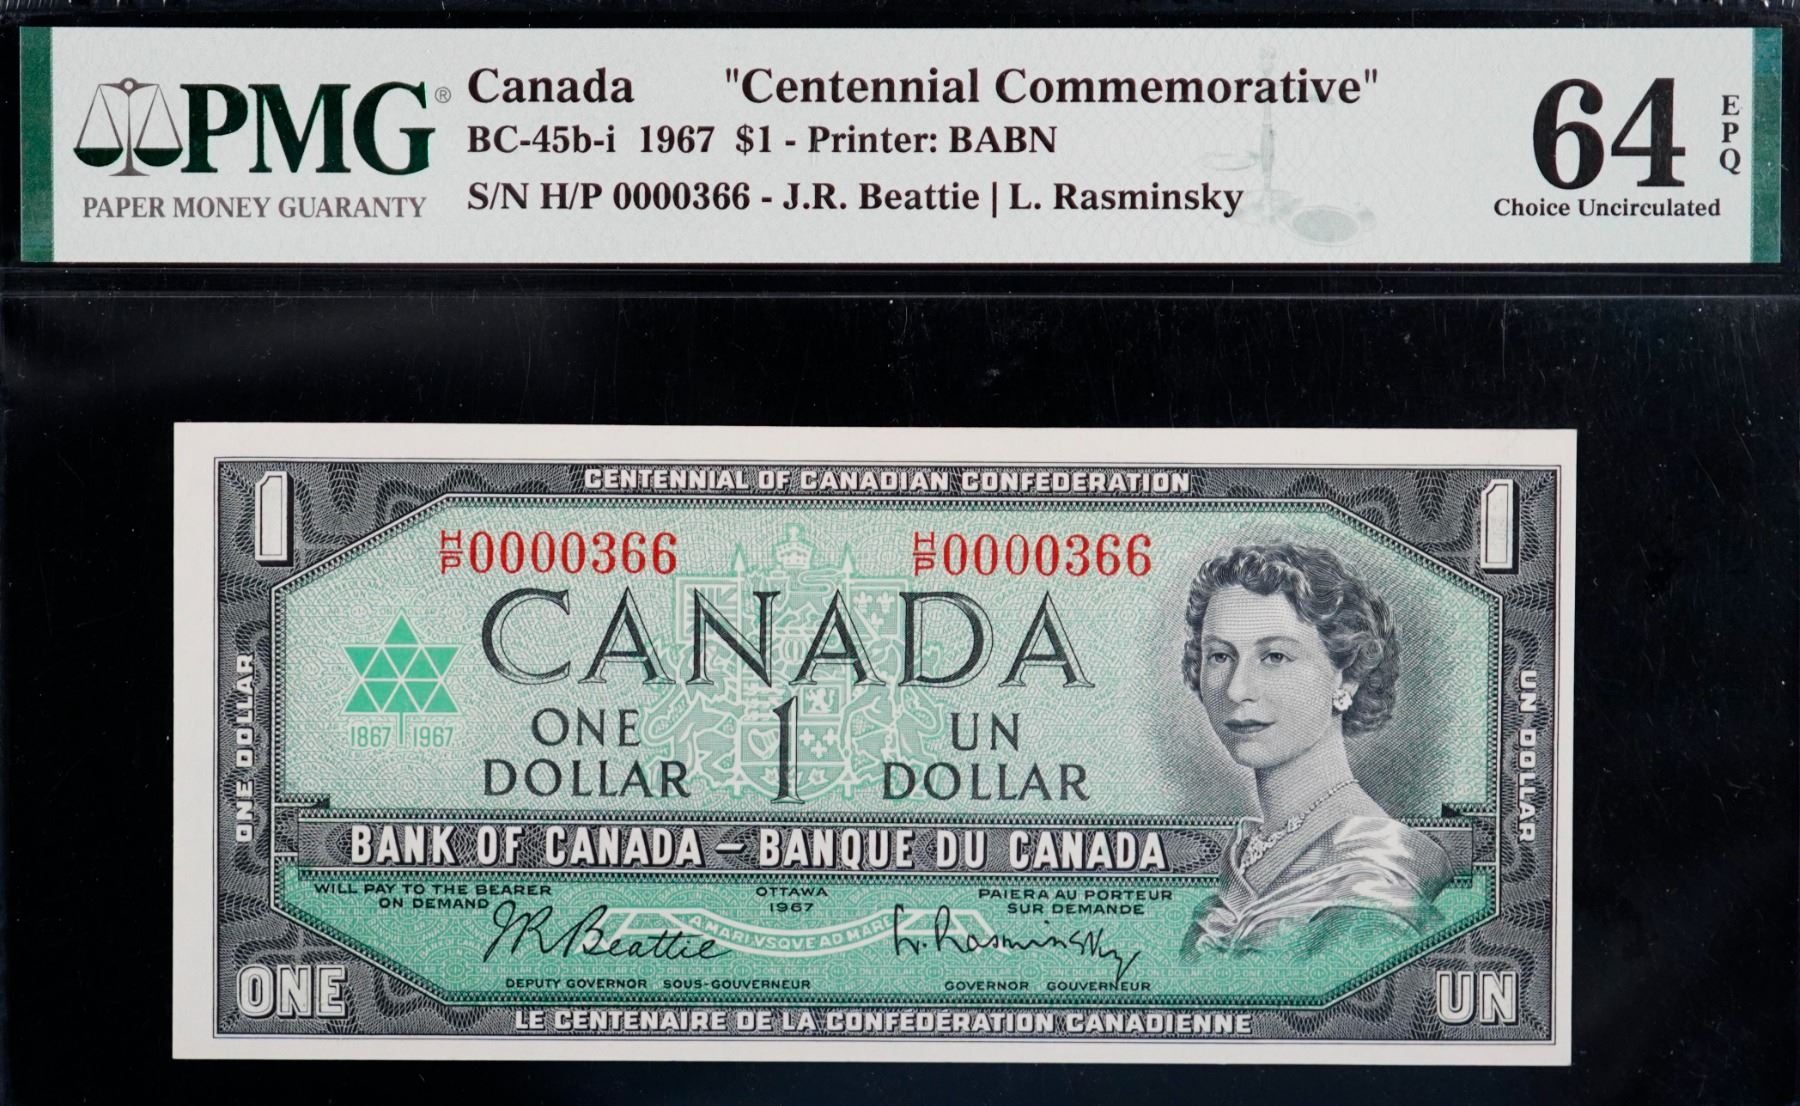 PMG®
PAPER MONEY GUARANTY
Canada "Centennial Commemorative"
BC-45b-i 1967 $1 - Printer: BABN
S/N H/P 0000366 - J.R. Beattie | L. Rasminsky
64 EPQ
Choice Uncirculated
CENTENNIAL OF CANADIAN CONFEDERATION
1 1
H/P 0000366 H/P 0000366
CANADA
1867 1967
ONE DOLLAR
1
UN DOLLAR
ONE DOLLAR
UN DOLLAR
BANK OF CANADA – BANQUE DU CANADA
WILL PAY TO THE BEARER
ON DEMAND
OTTAWA
1967
PAIERA AU PORTEUR
SUR DEMANDE
A MARI VSQVE AD MARE
JR Beattie
L. Rasminsky
DEPUTY GOVERNOR SOUS-GOUVERNEUR
GOVERNOR GOUVERNEUR
ONE
UN
LE CENTENAIRE DE LA CONFÉDÉRATION CANADIENNE